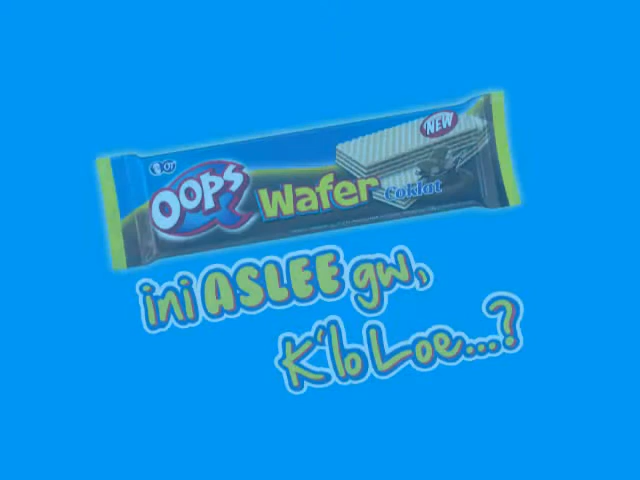 OT
NEW
OOPS
Wafer Coklat
ini ASLEE gw,
K'lo Loe...?